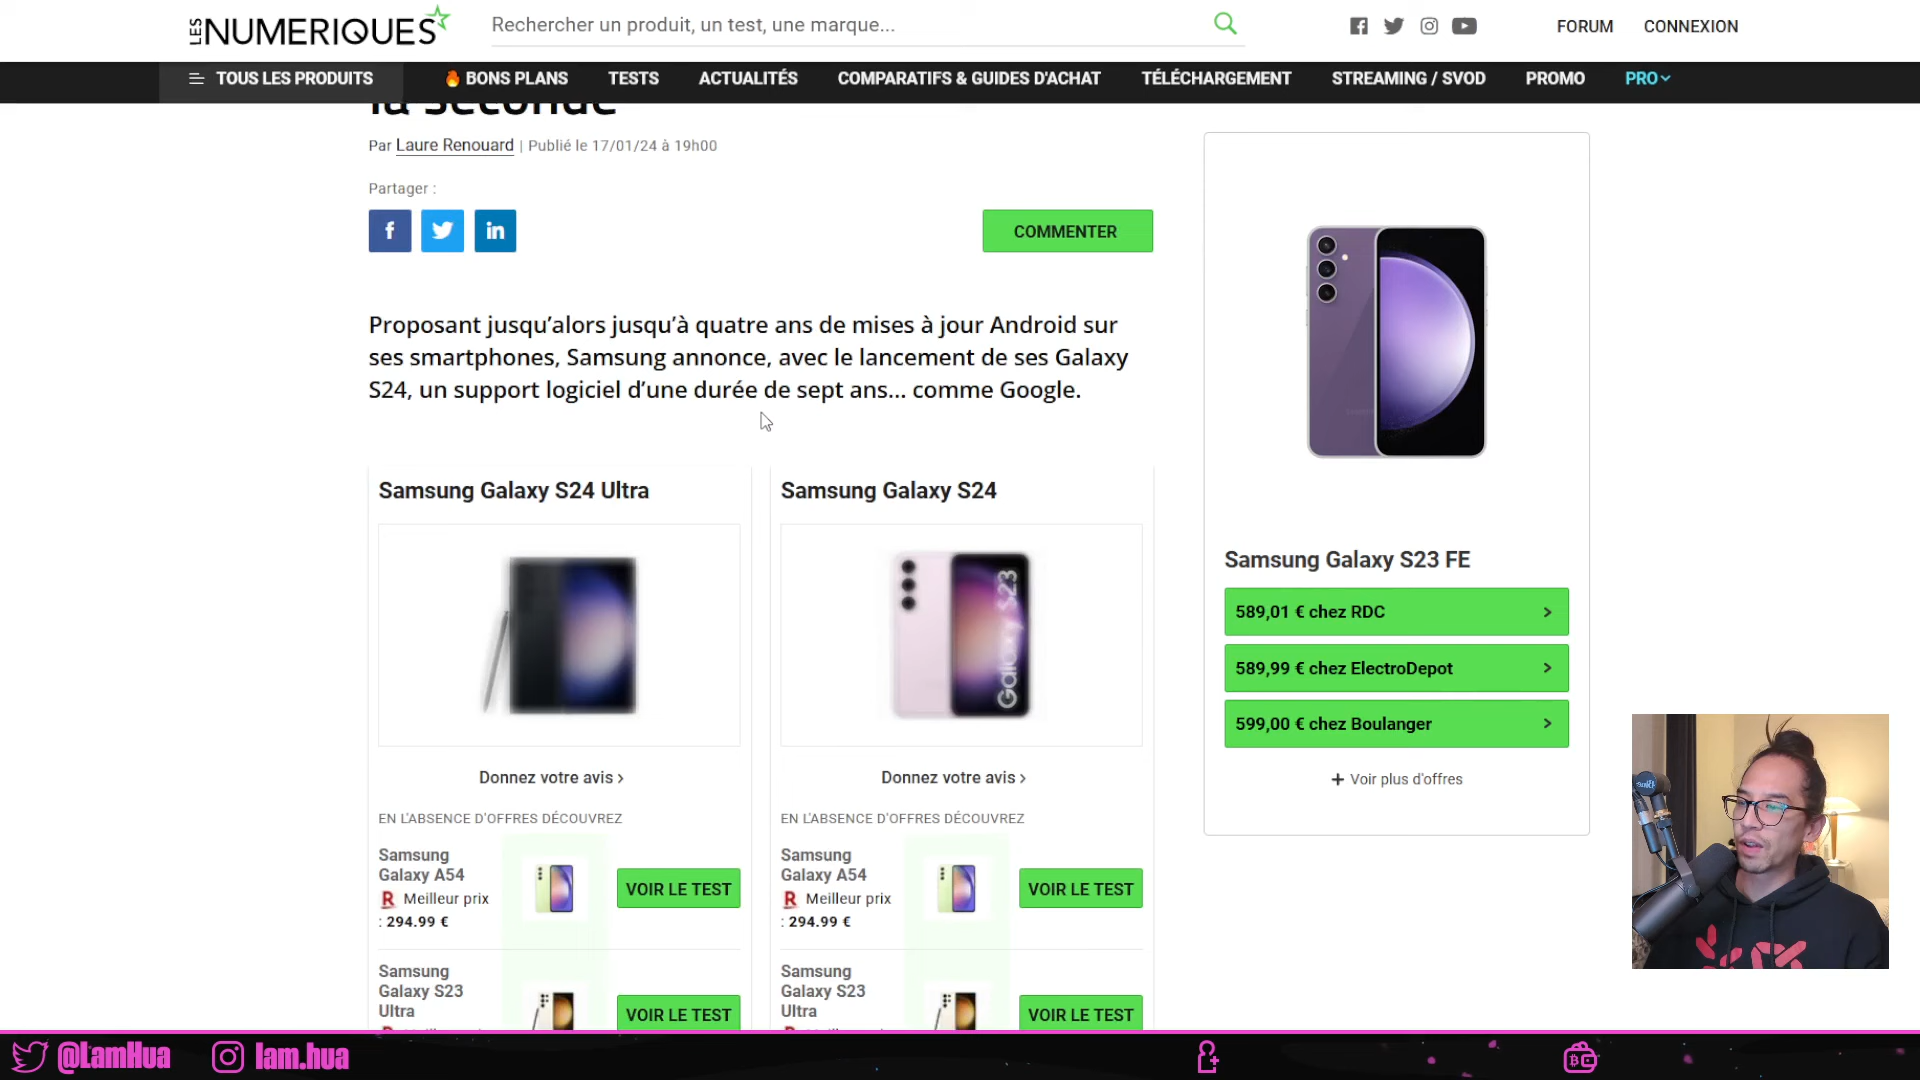 LES NUMERIQUES
Rechercher un produit, un test, une marque...
FORUM
CONNEXION
TOUS LES PRODUITS
BONS PLANS
TESTS
ACTUALITÉS
COMPARATIFS & GUIDES D'ACHAT
TÉLÉCHARGEMENT
STREAMING / SVOD
PROMO
PRO
la seconde
Par Laure Renouard | Publié le 17/01/24 à 19h00
Partager :
f
in
COMMENTER
Proposant jusqu’alors jusqu’à quatre ans de mises à jour Android sur
ses smartphones, Samsung annonce, avec le lancement de ses Galaxy
S24, un support logiciel d’une durée de sept ans… comme Google.
Samsung Galaxy S24 Ultra
Donnez votre avis
EN L'ABSENCE D'OFFRES DÉCOUVREZ
Samsung
Galaxy A54
R Meilleur prix
: 294.99 €
VOIR LE TEST
Samsung
Galaxy S23
Ultra
VOIR LE TEST
Samsung Galaxy S24
Galaxy S23
Donnez votre avis
EN L'ABSENCE D'OFFRES DÉCOUVREZ
Samsung
Galaxy A54
R Meilleur prix
: 294.99 €
VOIR LE TEST
Samsung
Galaxy S23
Ultra
VOIR LE TEST
Samsung Galaxy S23 FE
589,01 € chez RDC
589,99 € chez ElectroDepot
599,00 € chez Boulanger
+ Voir plus d'offres
@LamHua
lam.hua